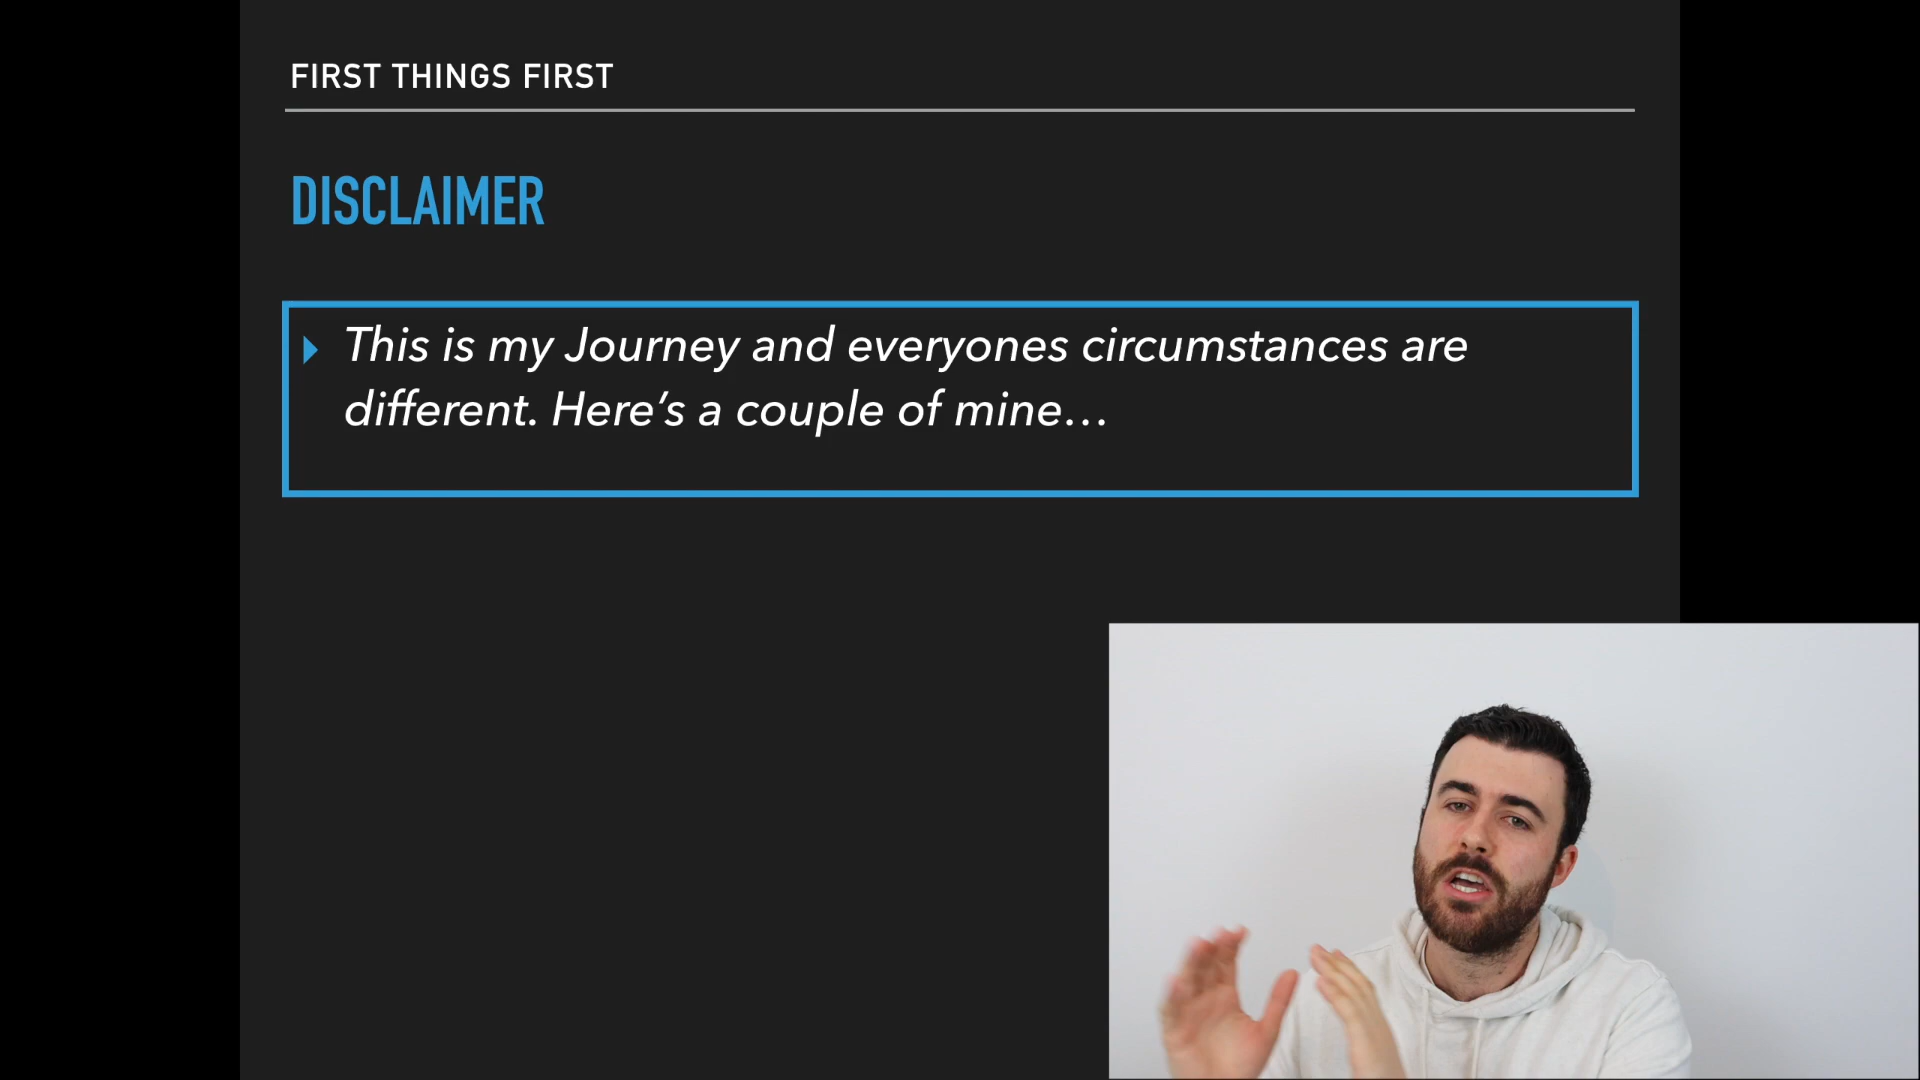 FIRST THINGS FIRST
DISCLAIMER
This is my Journey and everyones circumstances are
different. Here’s a couple of mine…